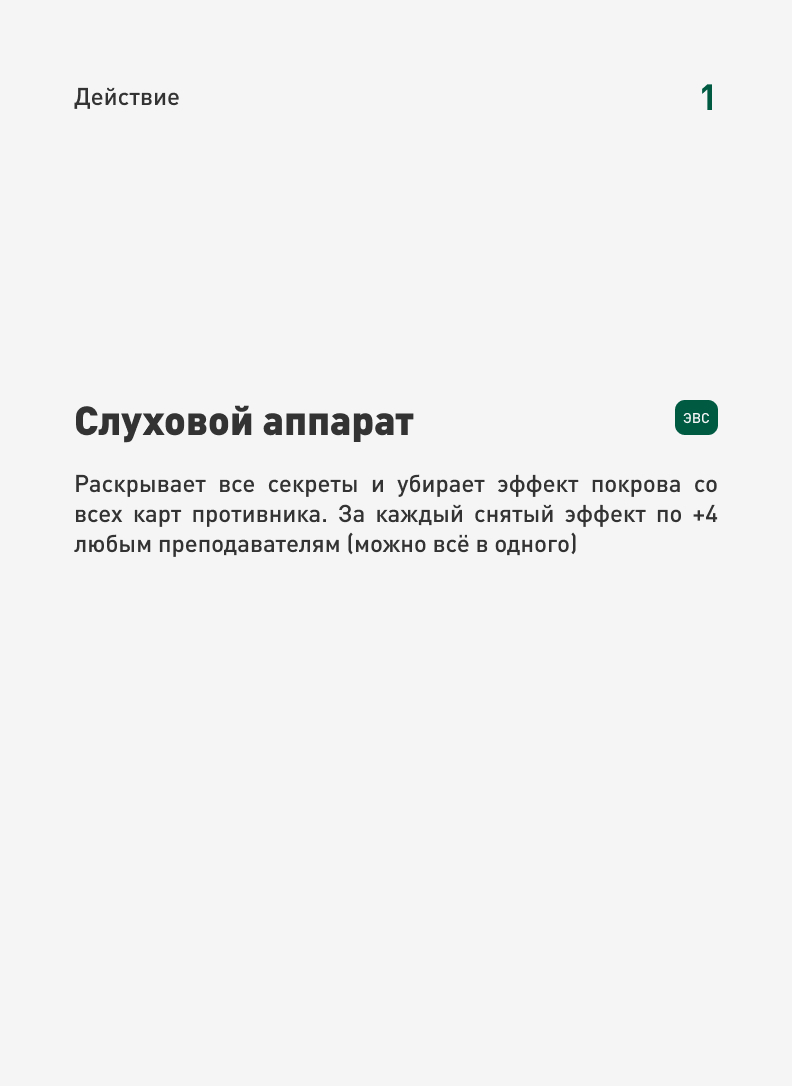 Действие
1
Слуховой аппарат
ЭВС
Раскрывает все секреты и убирает эффект покрова со
всех карт противника. За каждый снятый эффект по +4
любым преподавателям (можно всё в одного)